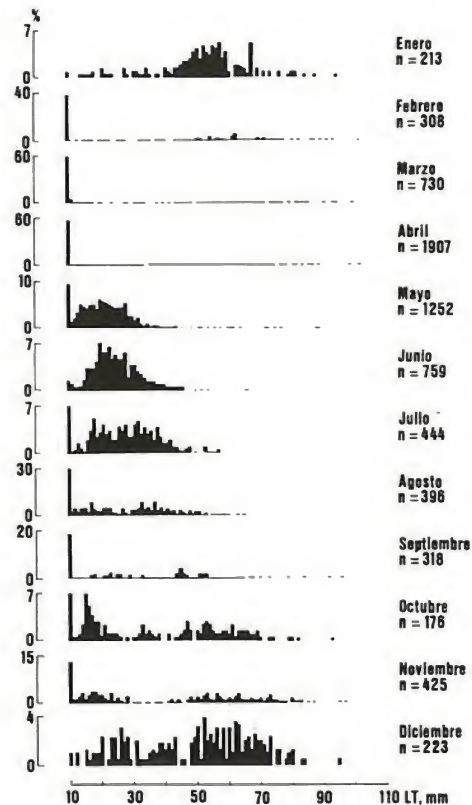 %
7
0
Enero
n = 213
40
0
Febrero
n = 308
60
0
Marzo
n = 730
60
0
Abril
n = 1907
10
0
Mayo
n = 1252
7
0
Junio
n = 759
7
0
Julio
n = 444
30
0
Agosto
n = 396
20
0
Septiembre
n = 318
7
0
Octubre
n = 176
15
0
Noviembre
n = 425
4
0
Diciembre
n = 223
10 30 50 70 90 110 LT, mm